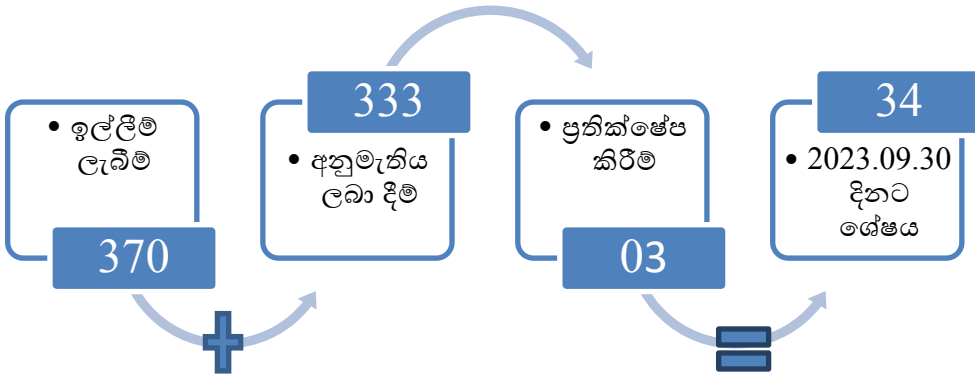 • ඉල්ලීම්
ලැබීම්
370
333
• අනුමැතිය
ලබා දීම්
• ප්‍රතික්ෂේප
කිරීම්
03
34
• 2023.09.30
දිනට
ශේෂය